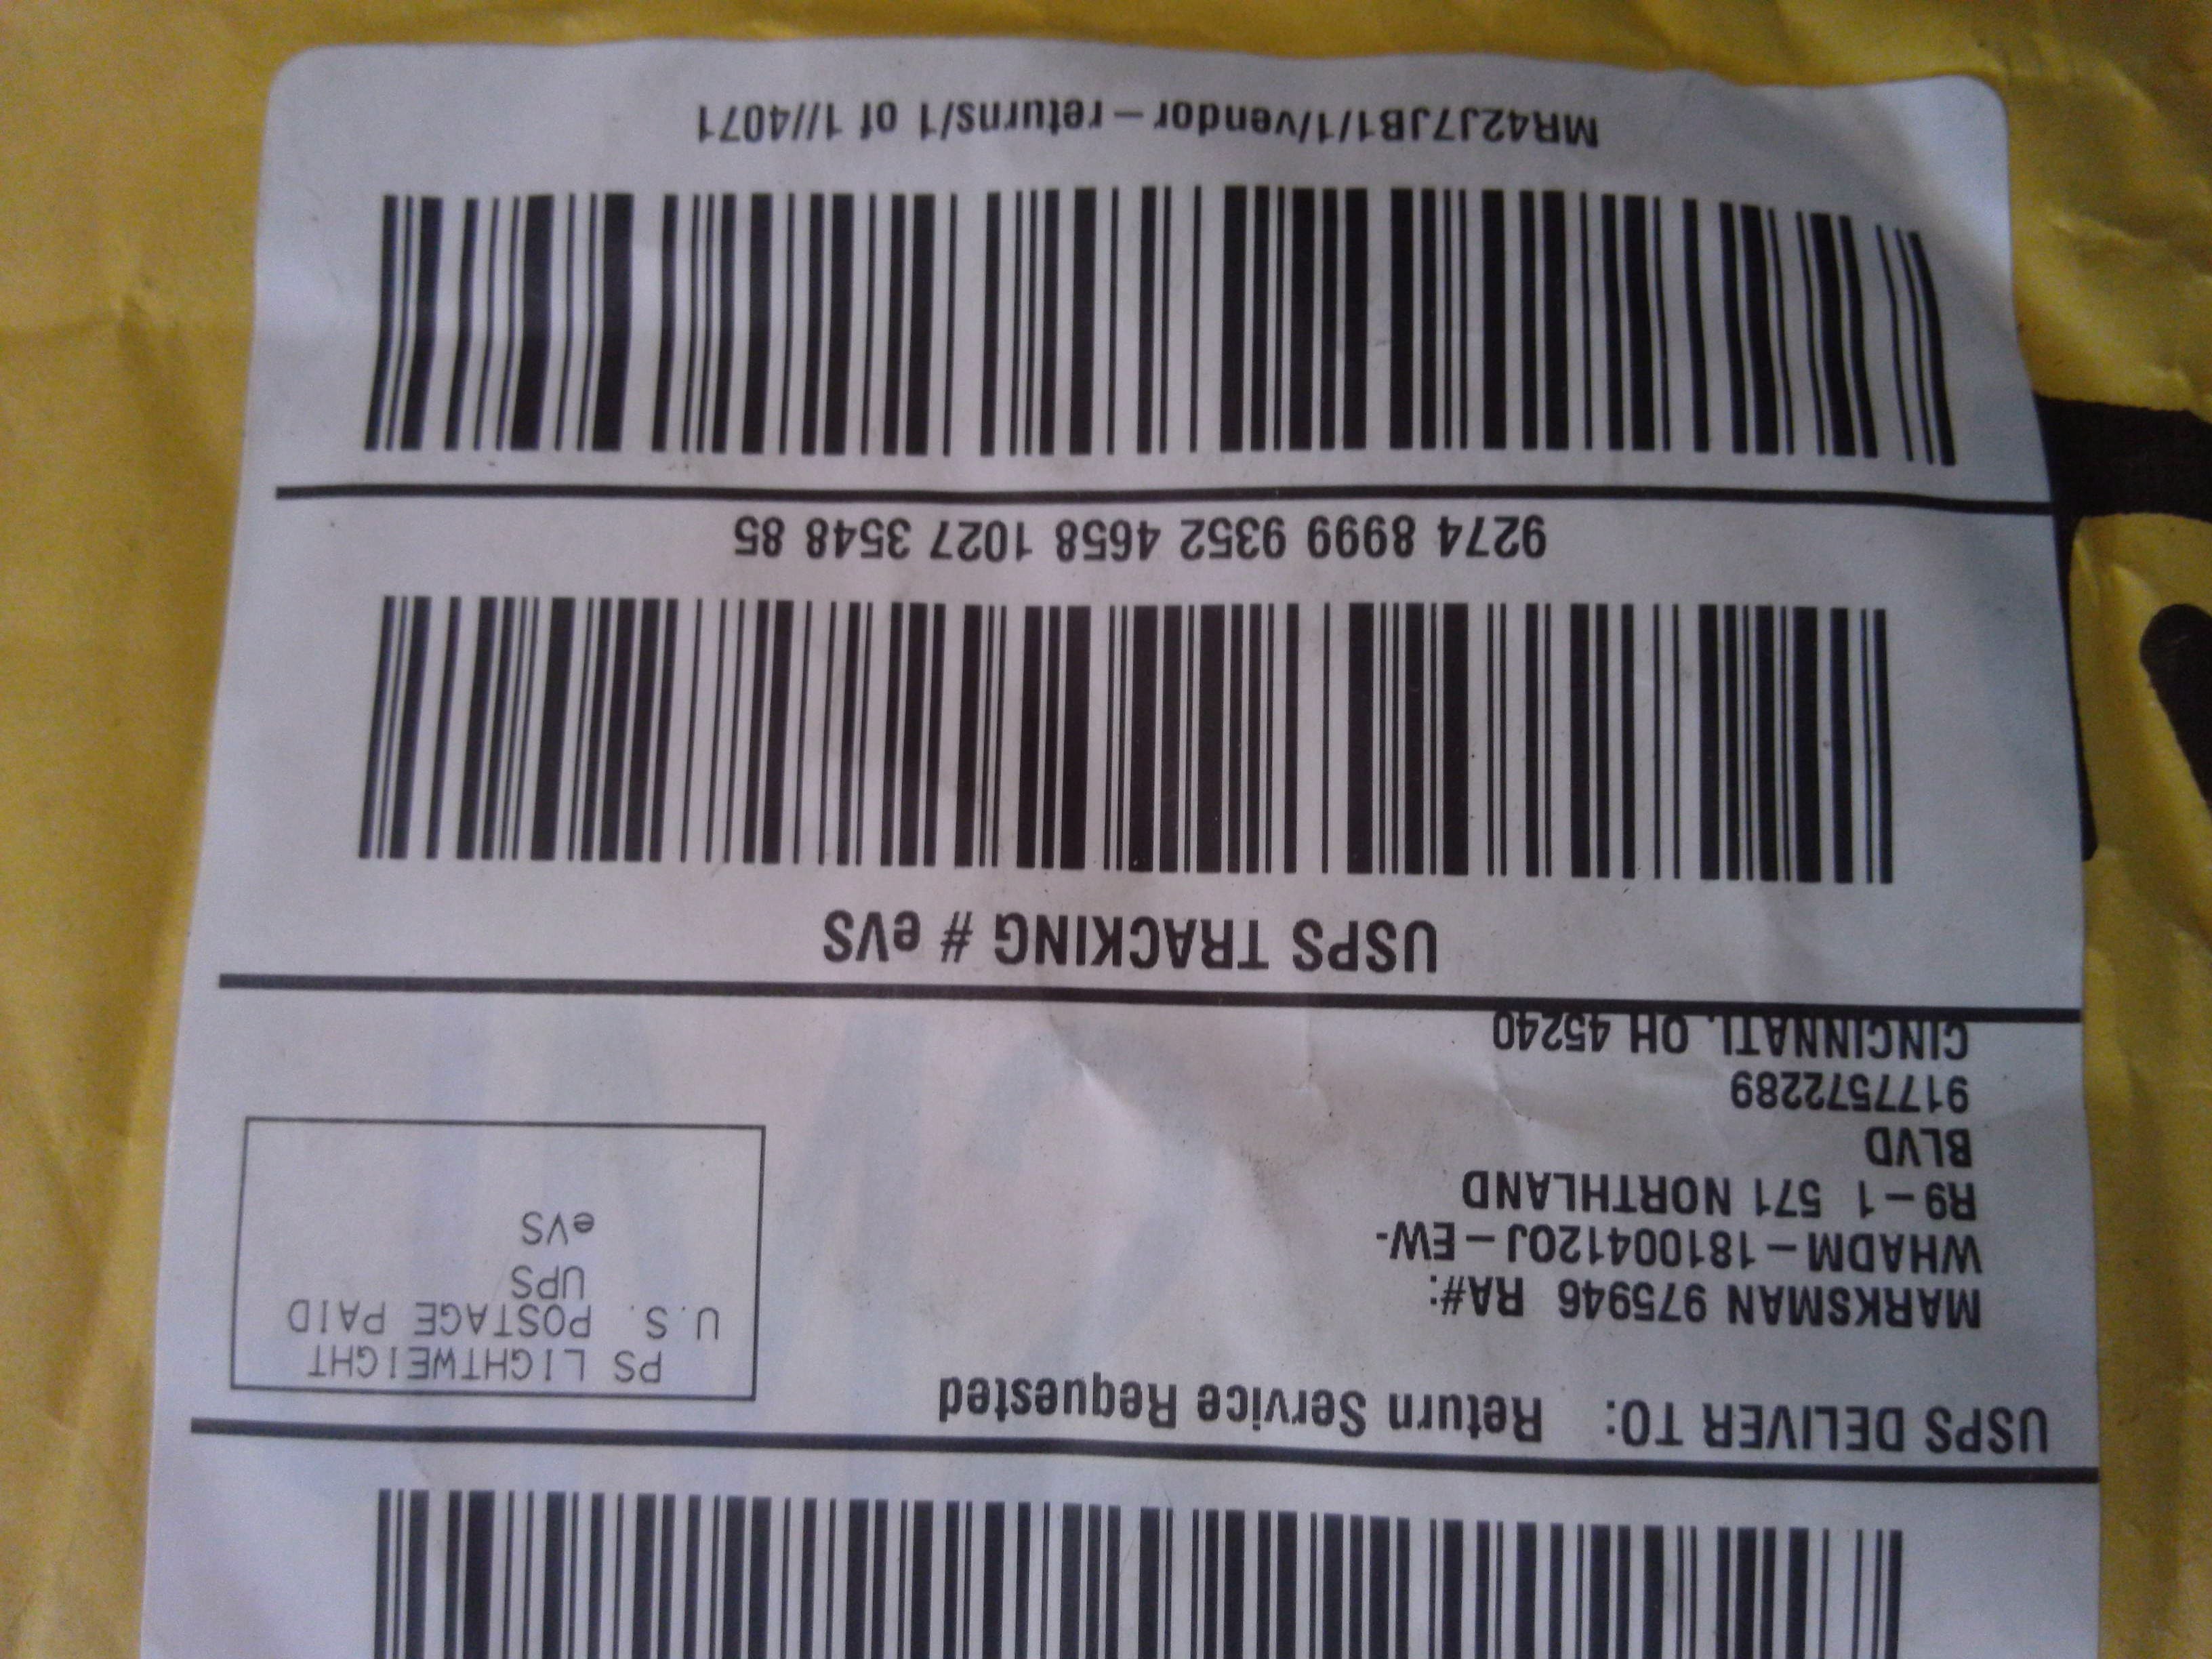 USPS DELIVER TO: Return Service Requested
PS LIGHTWEIGHT
U.S. POSTAGE PAID
UPS
eVS
MARKSMAN 975946 RA#:
WHADM-181004120J-EW-
R9-1 571 NORTHLAND
BLVD
9177572289
CINCINNATI, OH 45240
USPS TRACKING # eVS
9274 8999 9352 4658 1027 3548 85
MR42J7JB1/1/vendor-returns/1 of 1///4071